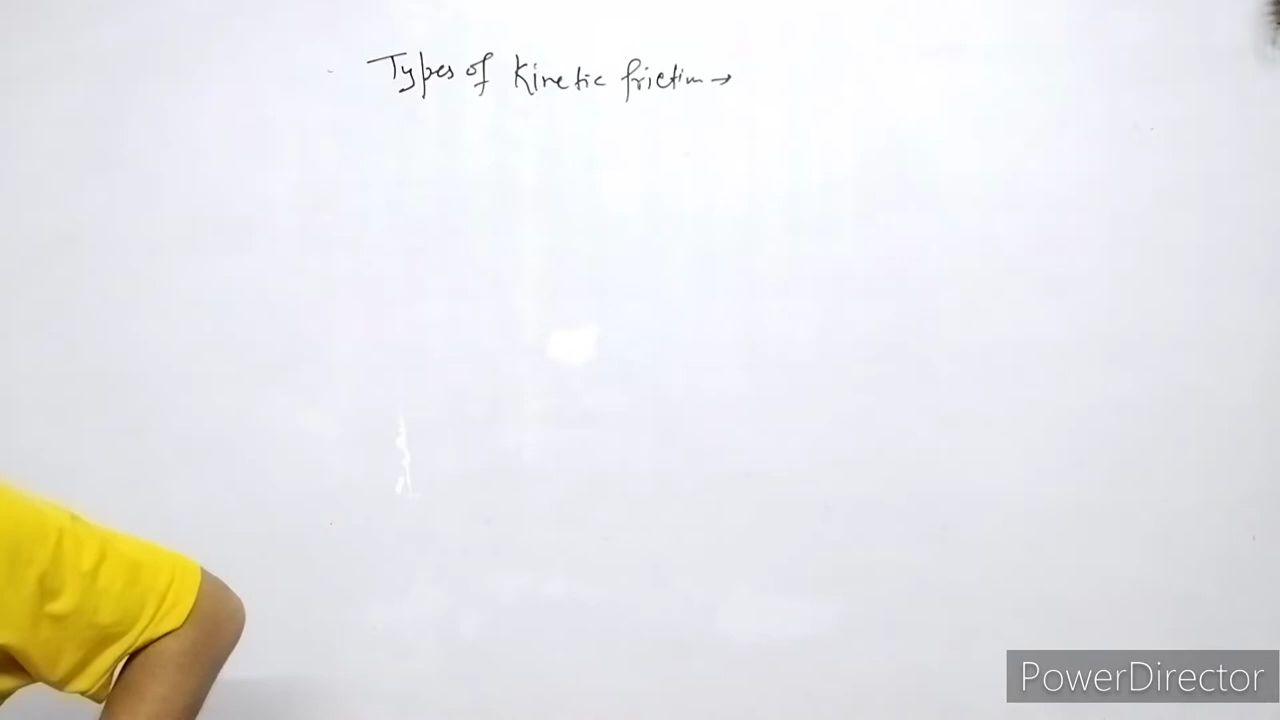 Types of Kinetic friction →
PowerDirector